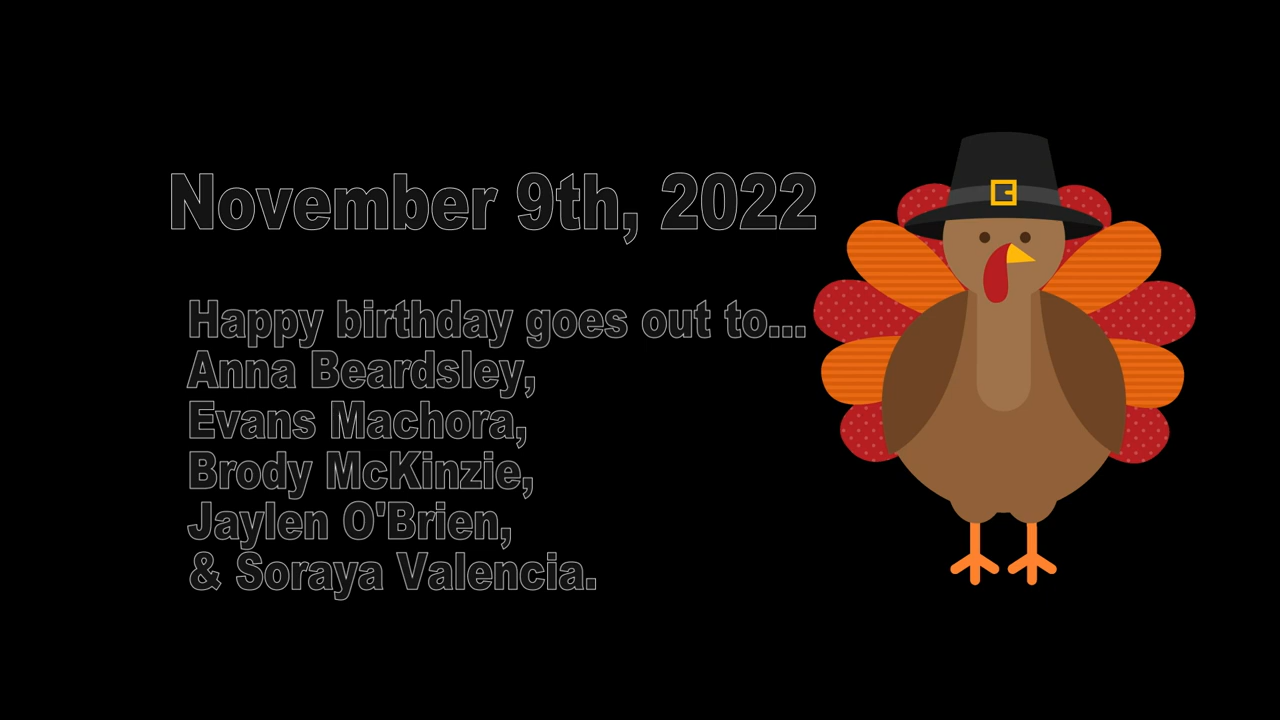 November 9th, 2022
Happy birthday goes out to...
Anna Beardsley,
Evans Machora,
Brody McKinzie,
Jaylen O'Brien,
& Soraya Valencia.